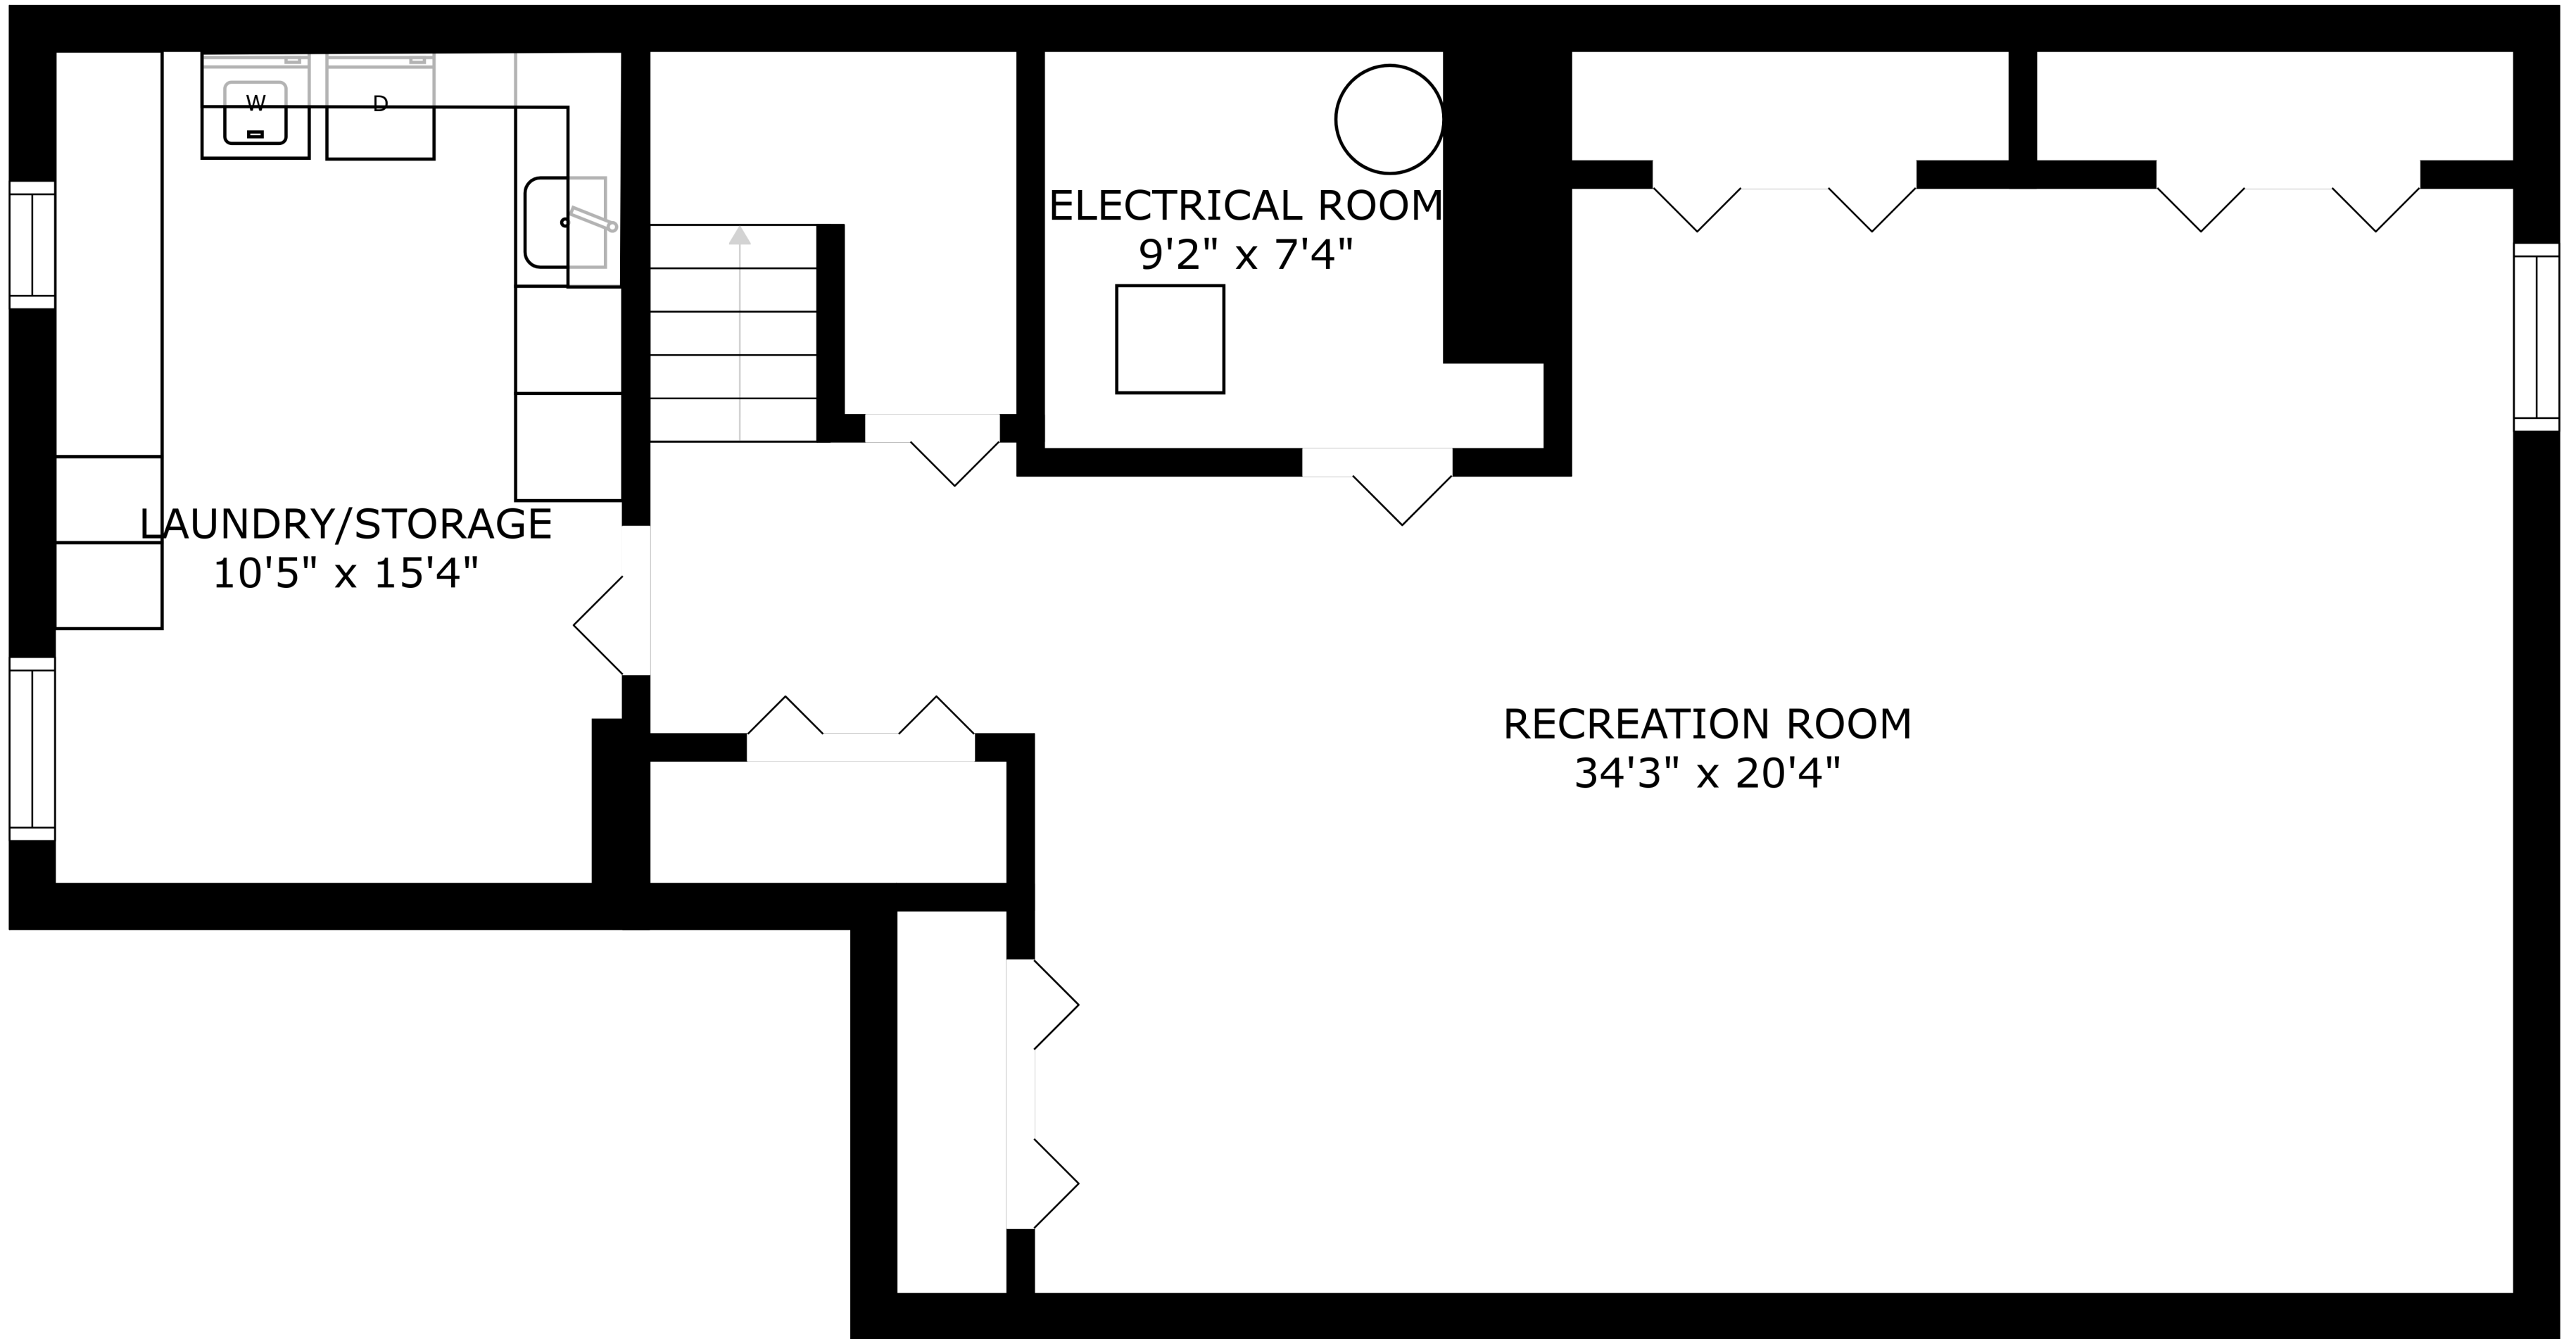 W
D
ELECTRICAL ROOM
9'2" x 7'4"
LAUNDRY/STORAGE
10'5" x 15'4"
RECREATION ROOM
34'3" x 20'4"